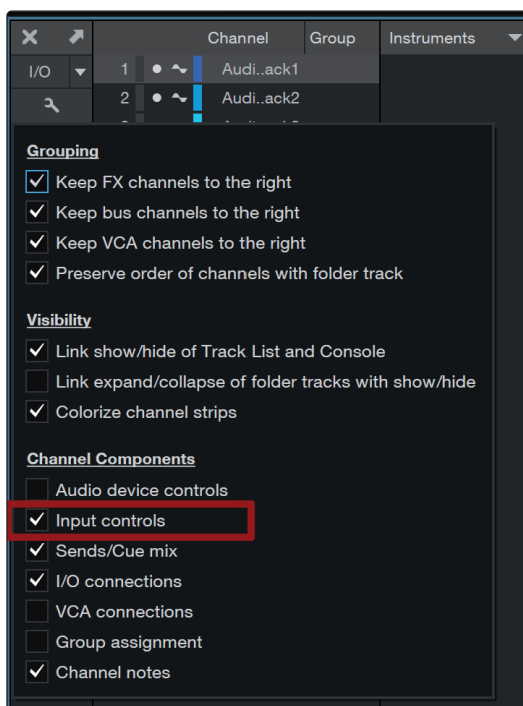 Channel Group Instruments
I/O 1 Audi..ack1
2 Audi..ack2
Grouping
Keep FX channels to the right
Keep bus channels to the right
Keep VCA channels to the right
Preserve order of channels with folder track
Visibility
Link show/hide of Track List and Console
Link expand/collapse of folder tracks with show/hide
Colorize channel strips
Channel Components
Audio device controls
Input controls
Sends/Cue mix
I/O connections
VCA connections
Group assignment
Channel notes